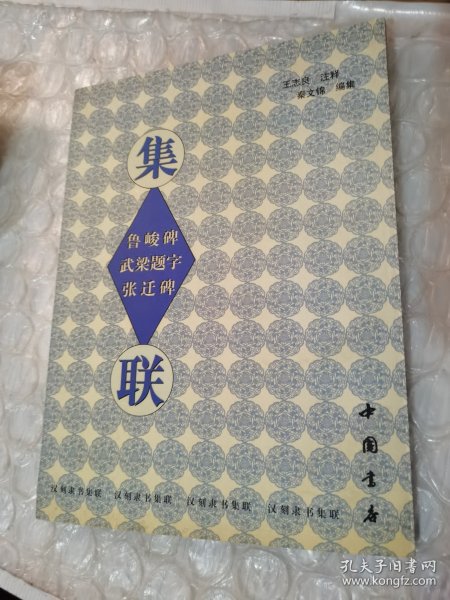 王志良 注释
秦文锦 编集
集
鲁峻碑
武梁题字
张迁碑
联
中国书店
汉刻隶书集联 汉刻隶书集联 汉刻隶书集联 汉刻隶书集联
孔夫子旧书网
www.kongfz.com